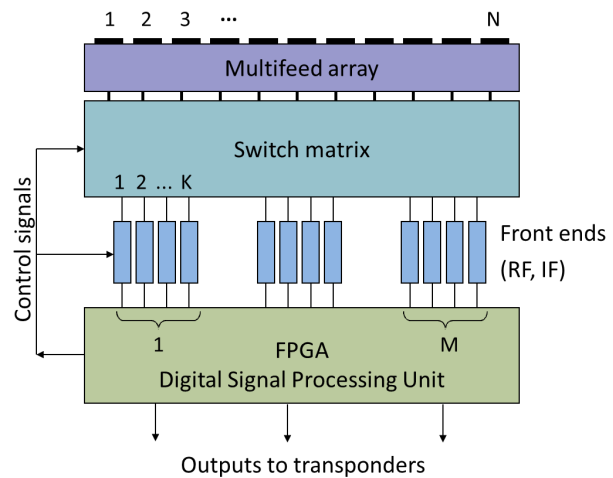 1 2 3 ... N
Multifeed array
Switch matrix
1 2 ... K
Control signals
Front ends
(RF, IF)
1 M
FPGA
Digital Signal Processing Unit
Outputs to transponders